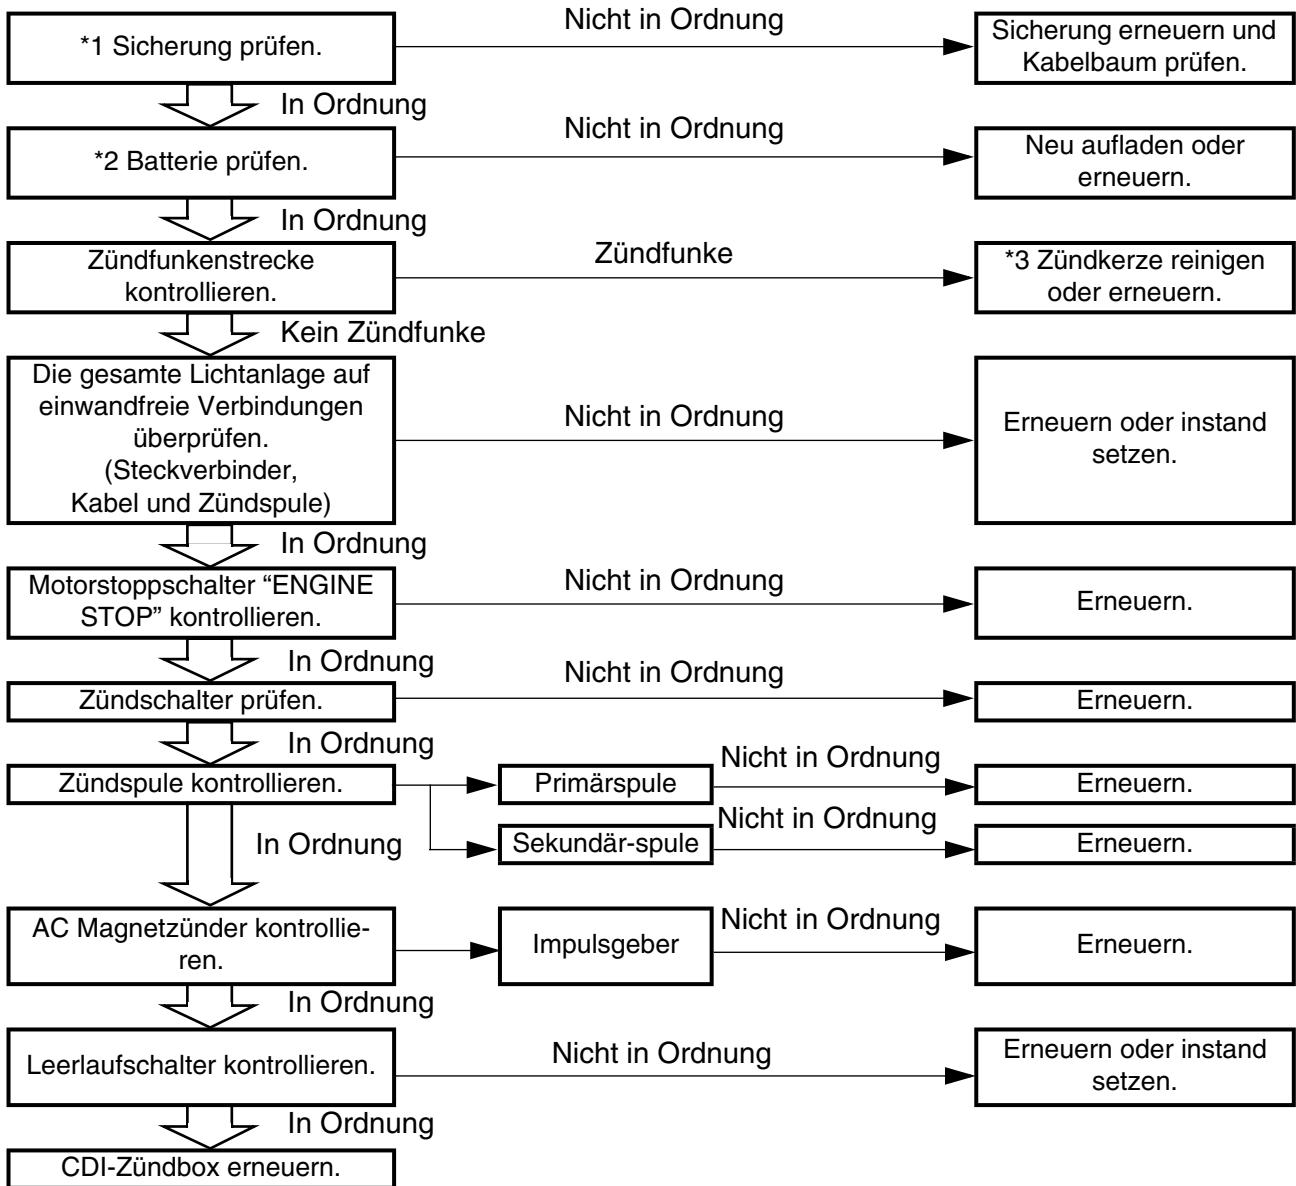 *1 Sicherung prüfen.
Nicht in Ordnung
Sicherung erneuern und
Kabelbaum prüfen.
In Ordnung
*2 Batterie prüfen.
Nicht in Ordnung
Neu aufladen oder
erneuern.
In Ordnung
Zündfunkenstrecke
kontrollieren.
Zündfunke
*3 Zündkerze reinigen
oder erneuern.
Kein Zündfunke
Die gesamte Lichtanlage auf
einwandfreie Verbindungen
überprüfen.
(Steckverbinder,
Kabel und Zündspule)
Nicht in Ordnung
Erneuern oder instand
setzen.
In Ordnung
Motorstoppschalter “ENGINE
STOP” kontrollieren.
Nicht in Ordnung
Erneuern.
In Ordnung
Zündschalter prüfen.
Nicht in Ordnung
Erneuern.
In Ordnung
Zündspule kontrollieren.
Primärspule
Nicht in Ordnung
Erneuern.
Sekundär-spule
Nicht in Ordnung
Erneuern.
In Ordnung
AC Magnetzünder kontrollie-
ren.
Impulsgeber
Nicht in Ordnung
Erneuern.
In Ordnung
Leerlaufschalter kontrollieren.
Nicht in Ordnung
Erneuern oder instand
setzen.
In Ordnung
CDI-Zündbox erneuern.